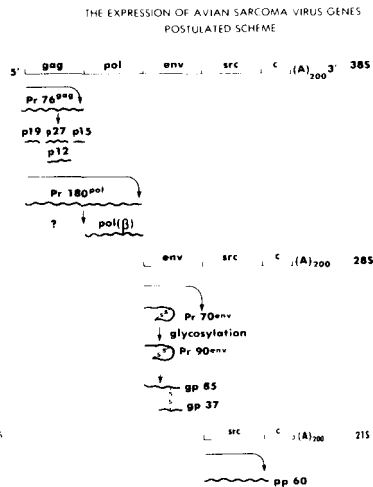 THE EXPRESSION OF AVIAN SARCOMA VIRUS GENES
POSTULATED SCHEME
5' gag pol env src c (A)200 3' 38S
Pr 76gag
p19 p27 p15
p12
Pr 180pol
? pol(β)
env src c (A)200 28S
Pr 70env
glycosylation
Pr 90env
gp 85
S
S
gp 37
src c (A)200 21S
pp 60